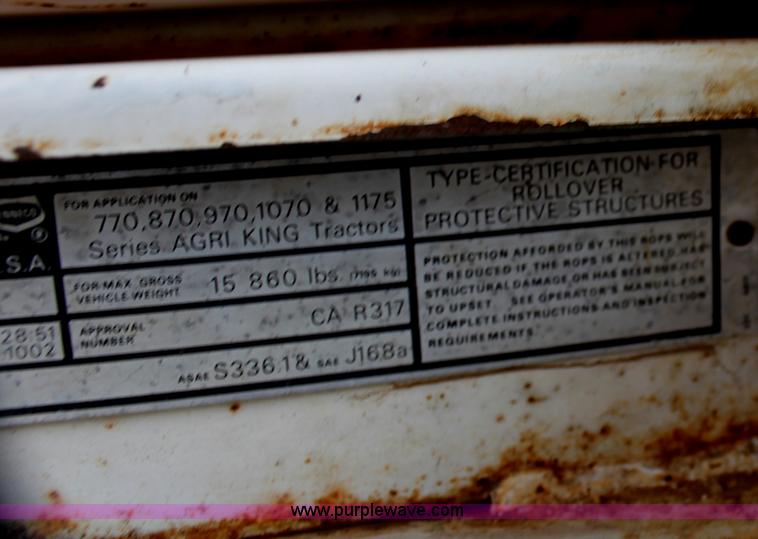 FOR APPLICATION ON
770,870,970,1070 & 1175
Series AGRI KING Tractors
FOR MAX. GROSS
VEHICLE WEIGHT
15 860 lbs.
APPROVAL
NUMBER
CA R317
ASAE S336.1 & SAE J168a
S.A.
28:51
1002
TYPE-CERTIFICATION-FOR
ROLLOVER
PROTECTIVE STRUCTURES
PROTECTION AFFORDED BY THIS ROPS WILL
BE REDUCED IF THE ROPS IS ALTERED, HAS
STRUCTURAL DAMAGE, OR HAS BEEN SUBJECT
TO UPSET. SEE OPERATOR'S MANUAL FOR
COMPLETE INSTRUCTIONS AND INSPECTION
REQUIREMENTS.
www.purplewave.com